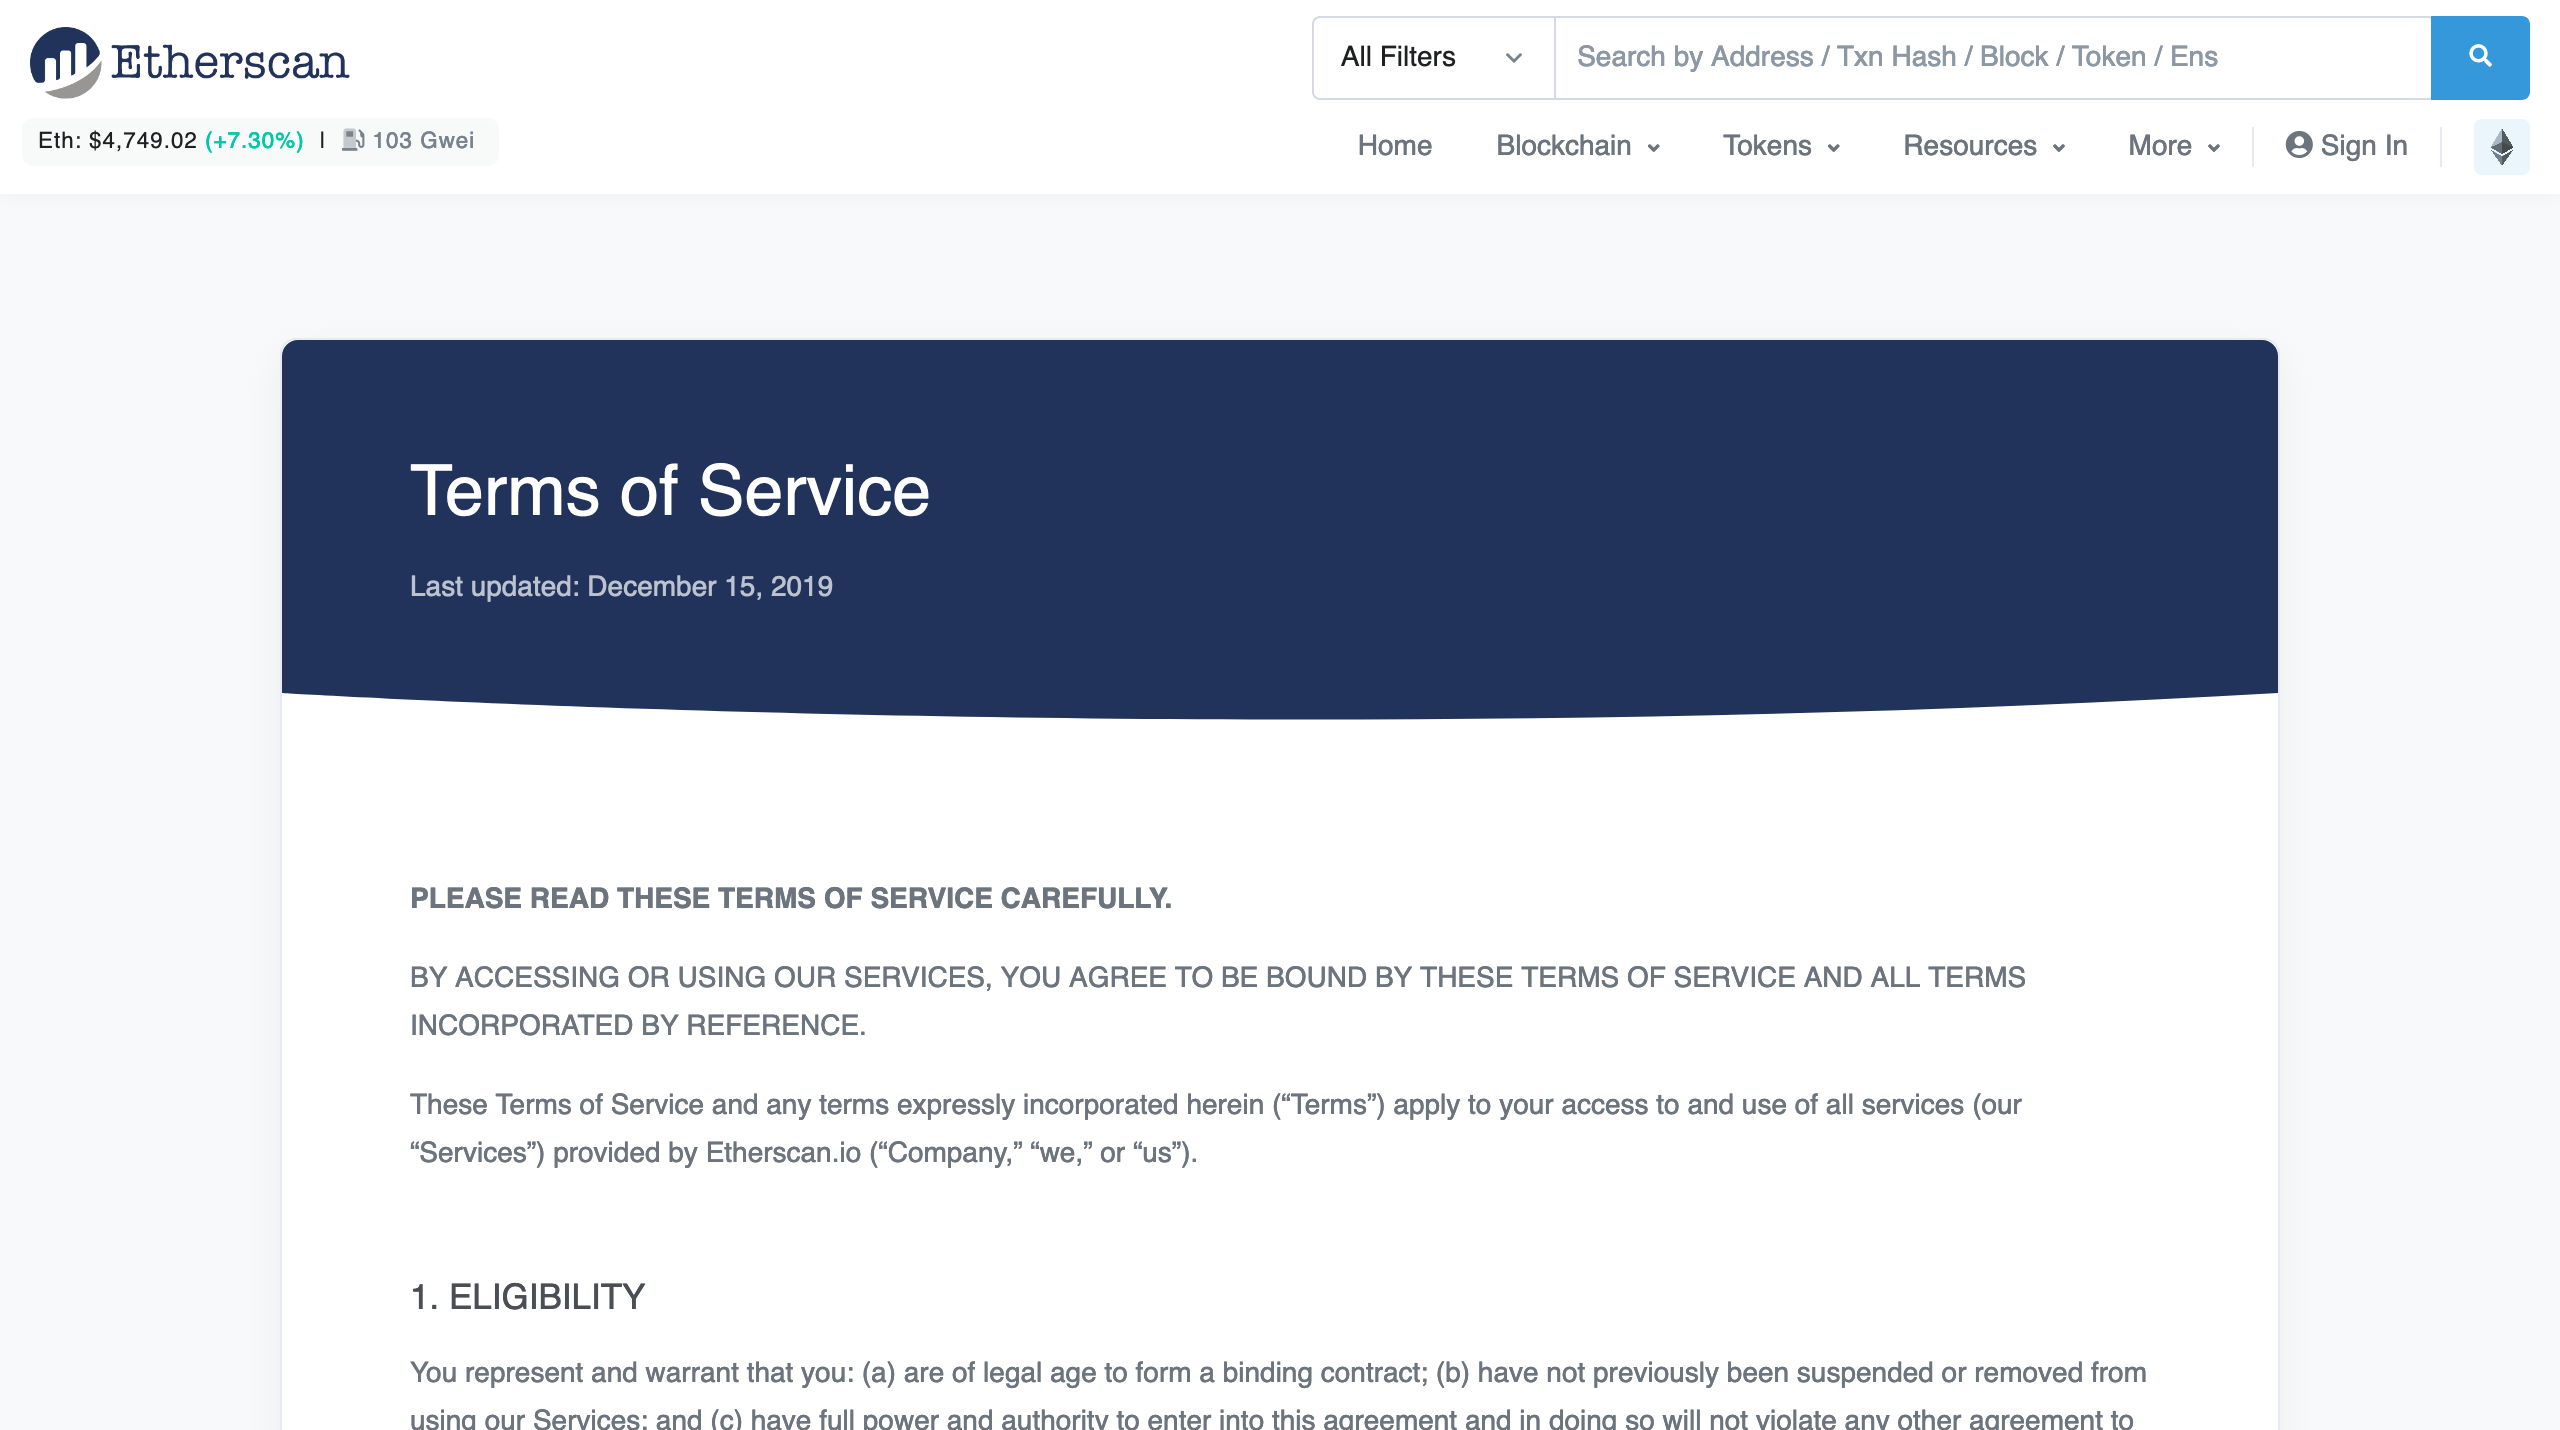 Etherscan
All Filters
Search by Address / Txn Hash / Block / Token / Ens
Eth: $4,749.02 (+7.30%) | 103 Gwei
Home Blockchain Tokens Resources More Sign In
Terms of Service
Last updated: December 15, 2019
PLEASE READ THESE TERMS OF SERVICE CAREFULLY.
BY ACCESSING OR USING OUR SERVICES, YOU AGREE TO BE BOUND BY THESE TERMS OF SERVICE AND ALL TERMS
INCORPORATED BY REFERENCE.
These Terms of Service and any terms expressly incorporated herein (“Terms”) apply to your access to and use of all services (our
“Services”) provided by Etherscan.io (“Company,” “we,” or “us”).
1. ELIGIBILITY
You represent and warrant that you: (a) are of legal age to form a binding contract; (b) have not previously been suspended or removed from
using our Services; and (c) have full power and authority to enter into this agreement and in doing so will not violate any other agreement to